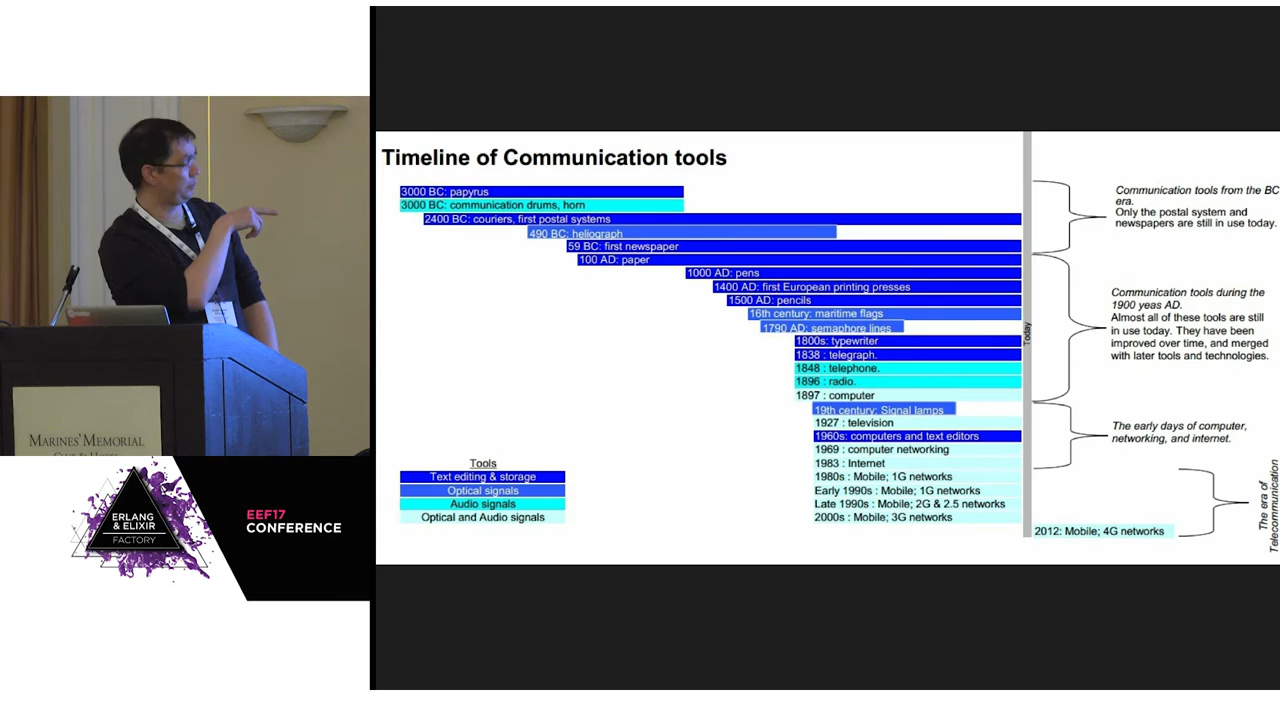 Timeline of Communication tools
3000 BC: papyrus
3000 BC: communication drums, horn
2400 BC: couriers, first postal systems
490 BC: heliograph
59 BC: first newspaper
100 AD: paper
1000 AD: pens
1400 AD: first European printing presses
1500 AD: pencils
16th century: maritime flags
1790 AD: semaphore lines
1800s: typewriter
1838 : telegraph.
1848 : telephone.
1896 : radio.
1897 : computer
19th century: Signal lamps
1927 : television
1960s: computers and text editors
1969 : computer networking
1983 : Internet
1980s : Mobile; 1G networks
Early 1990s : Mobile; 1G networks
Late 1990s : Mobile; 2G & 2.5 networks
2000s : Mobile; 3G networks
2012: Mobile; 4G networks
Today
Communication tools from the BC
era.
Only the postal system and
newspapers are still in use today.
Communication tools during the
1900 yeas AD.
Almost all of these tools are still
in use today. They have been
improved over time, and merged
with later tools and technologies.
The early days of computer,
networking, and internet.
The era of
Telecommunication
Tools
Text editing & storage
Optical signals
Audio signals
Optical and Audio signals
MARINES' MEMORIAL
ERLANG
& ELIXIR
FACTORY
EEF17
CONFERENCE